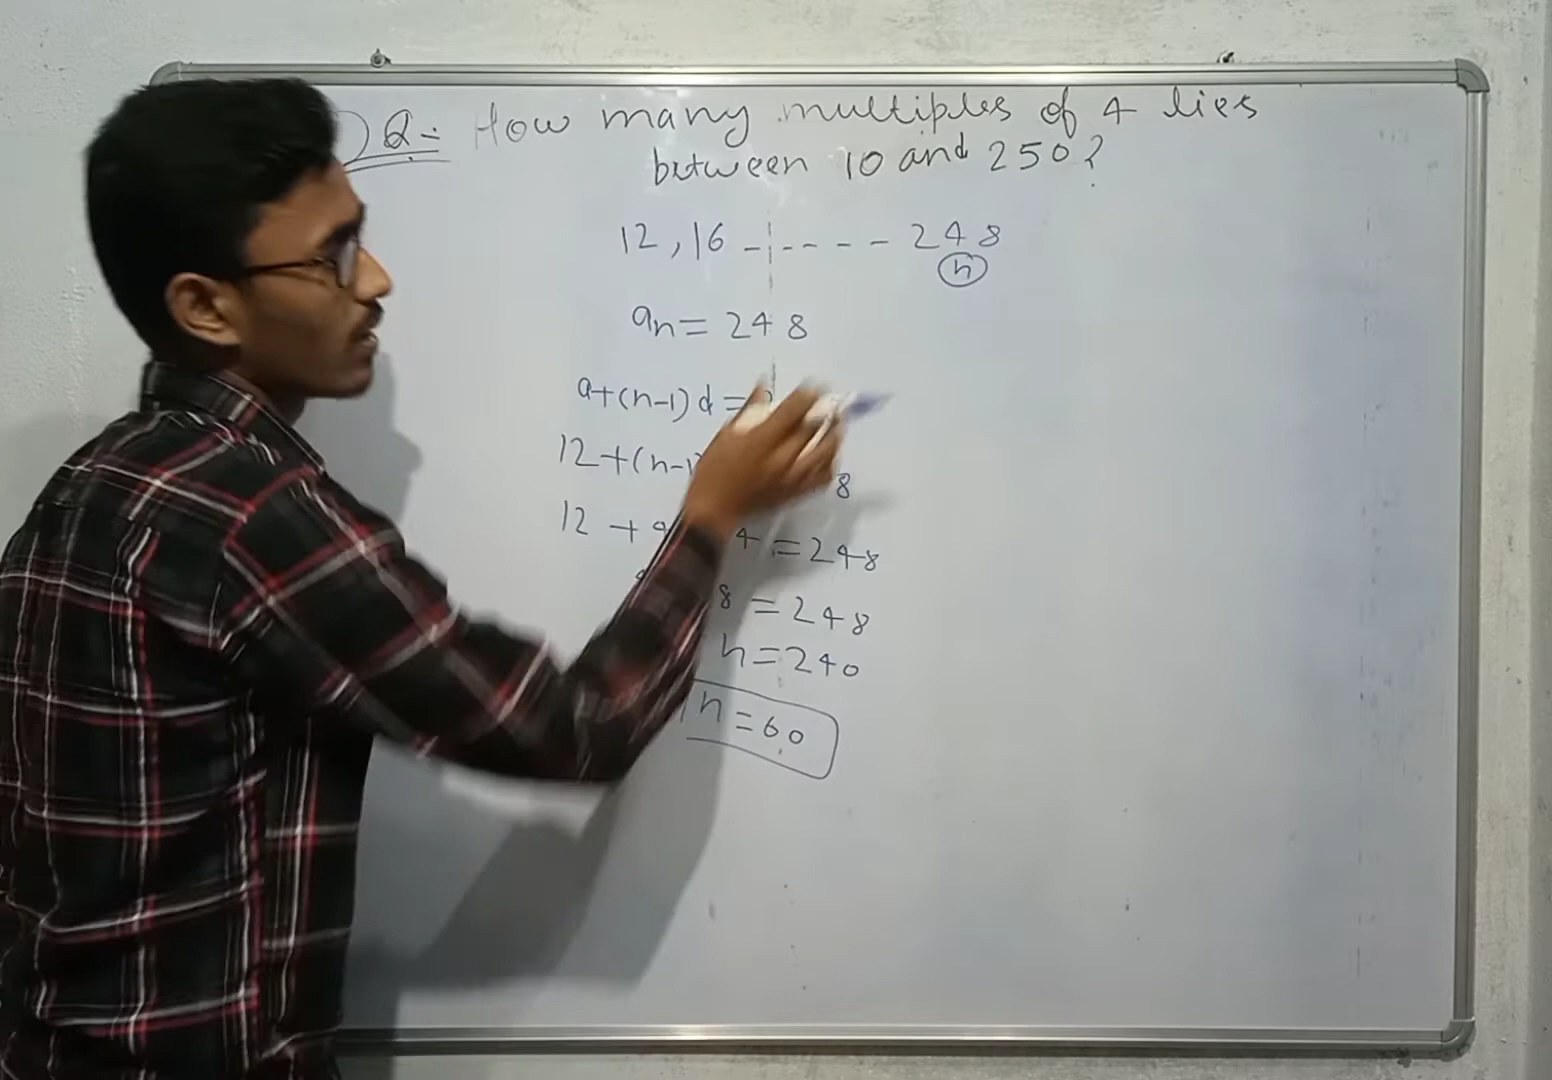 Q:- How many multiples of 4 lies
between 10 and 250?
12, 16 ------ 248
n
an = 248
a+(n-1)d =
12+(n-1
8
12 + 4 = 248
8 = 248
n = 240
n = 60